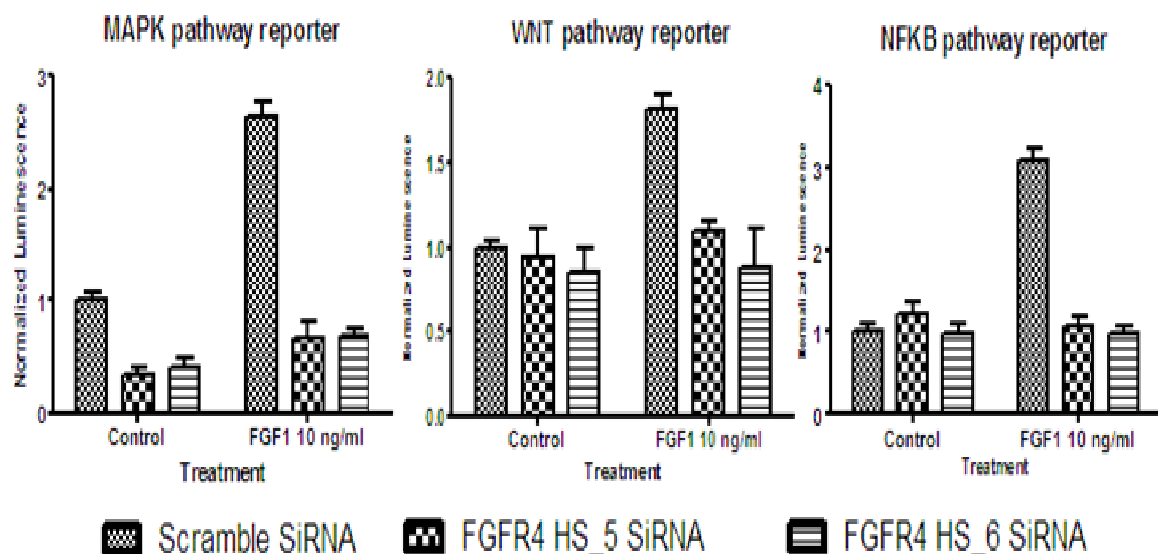 MAPK pathway reporter
Normalized Luminescence
3
2
1
0
Control
FGF1 10 ng/ml
Treatment
WNT pathway reporter
Normalized Luminescence
2.0
1.5
1.0
0.5
0.0
Control
FGF1 10 ng/ml
Treatment
NFKB pathway reporter
Normalized Luminescence
4
3
2
1
0
Control
FGF1 10 ng/ml
Treatment
Scramble SiRNA
FGFR4 HS_5 SiRNA
FGFR4 HS_6 SiRNA